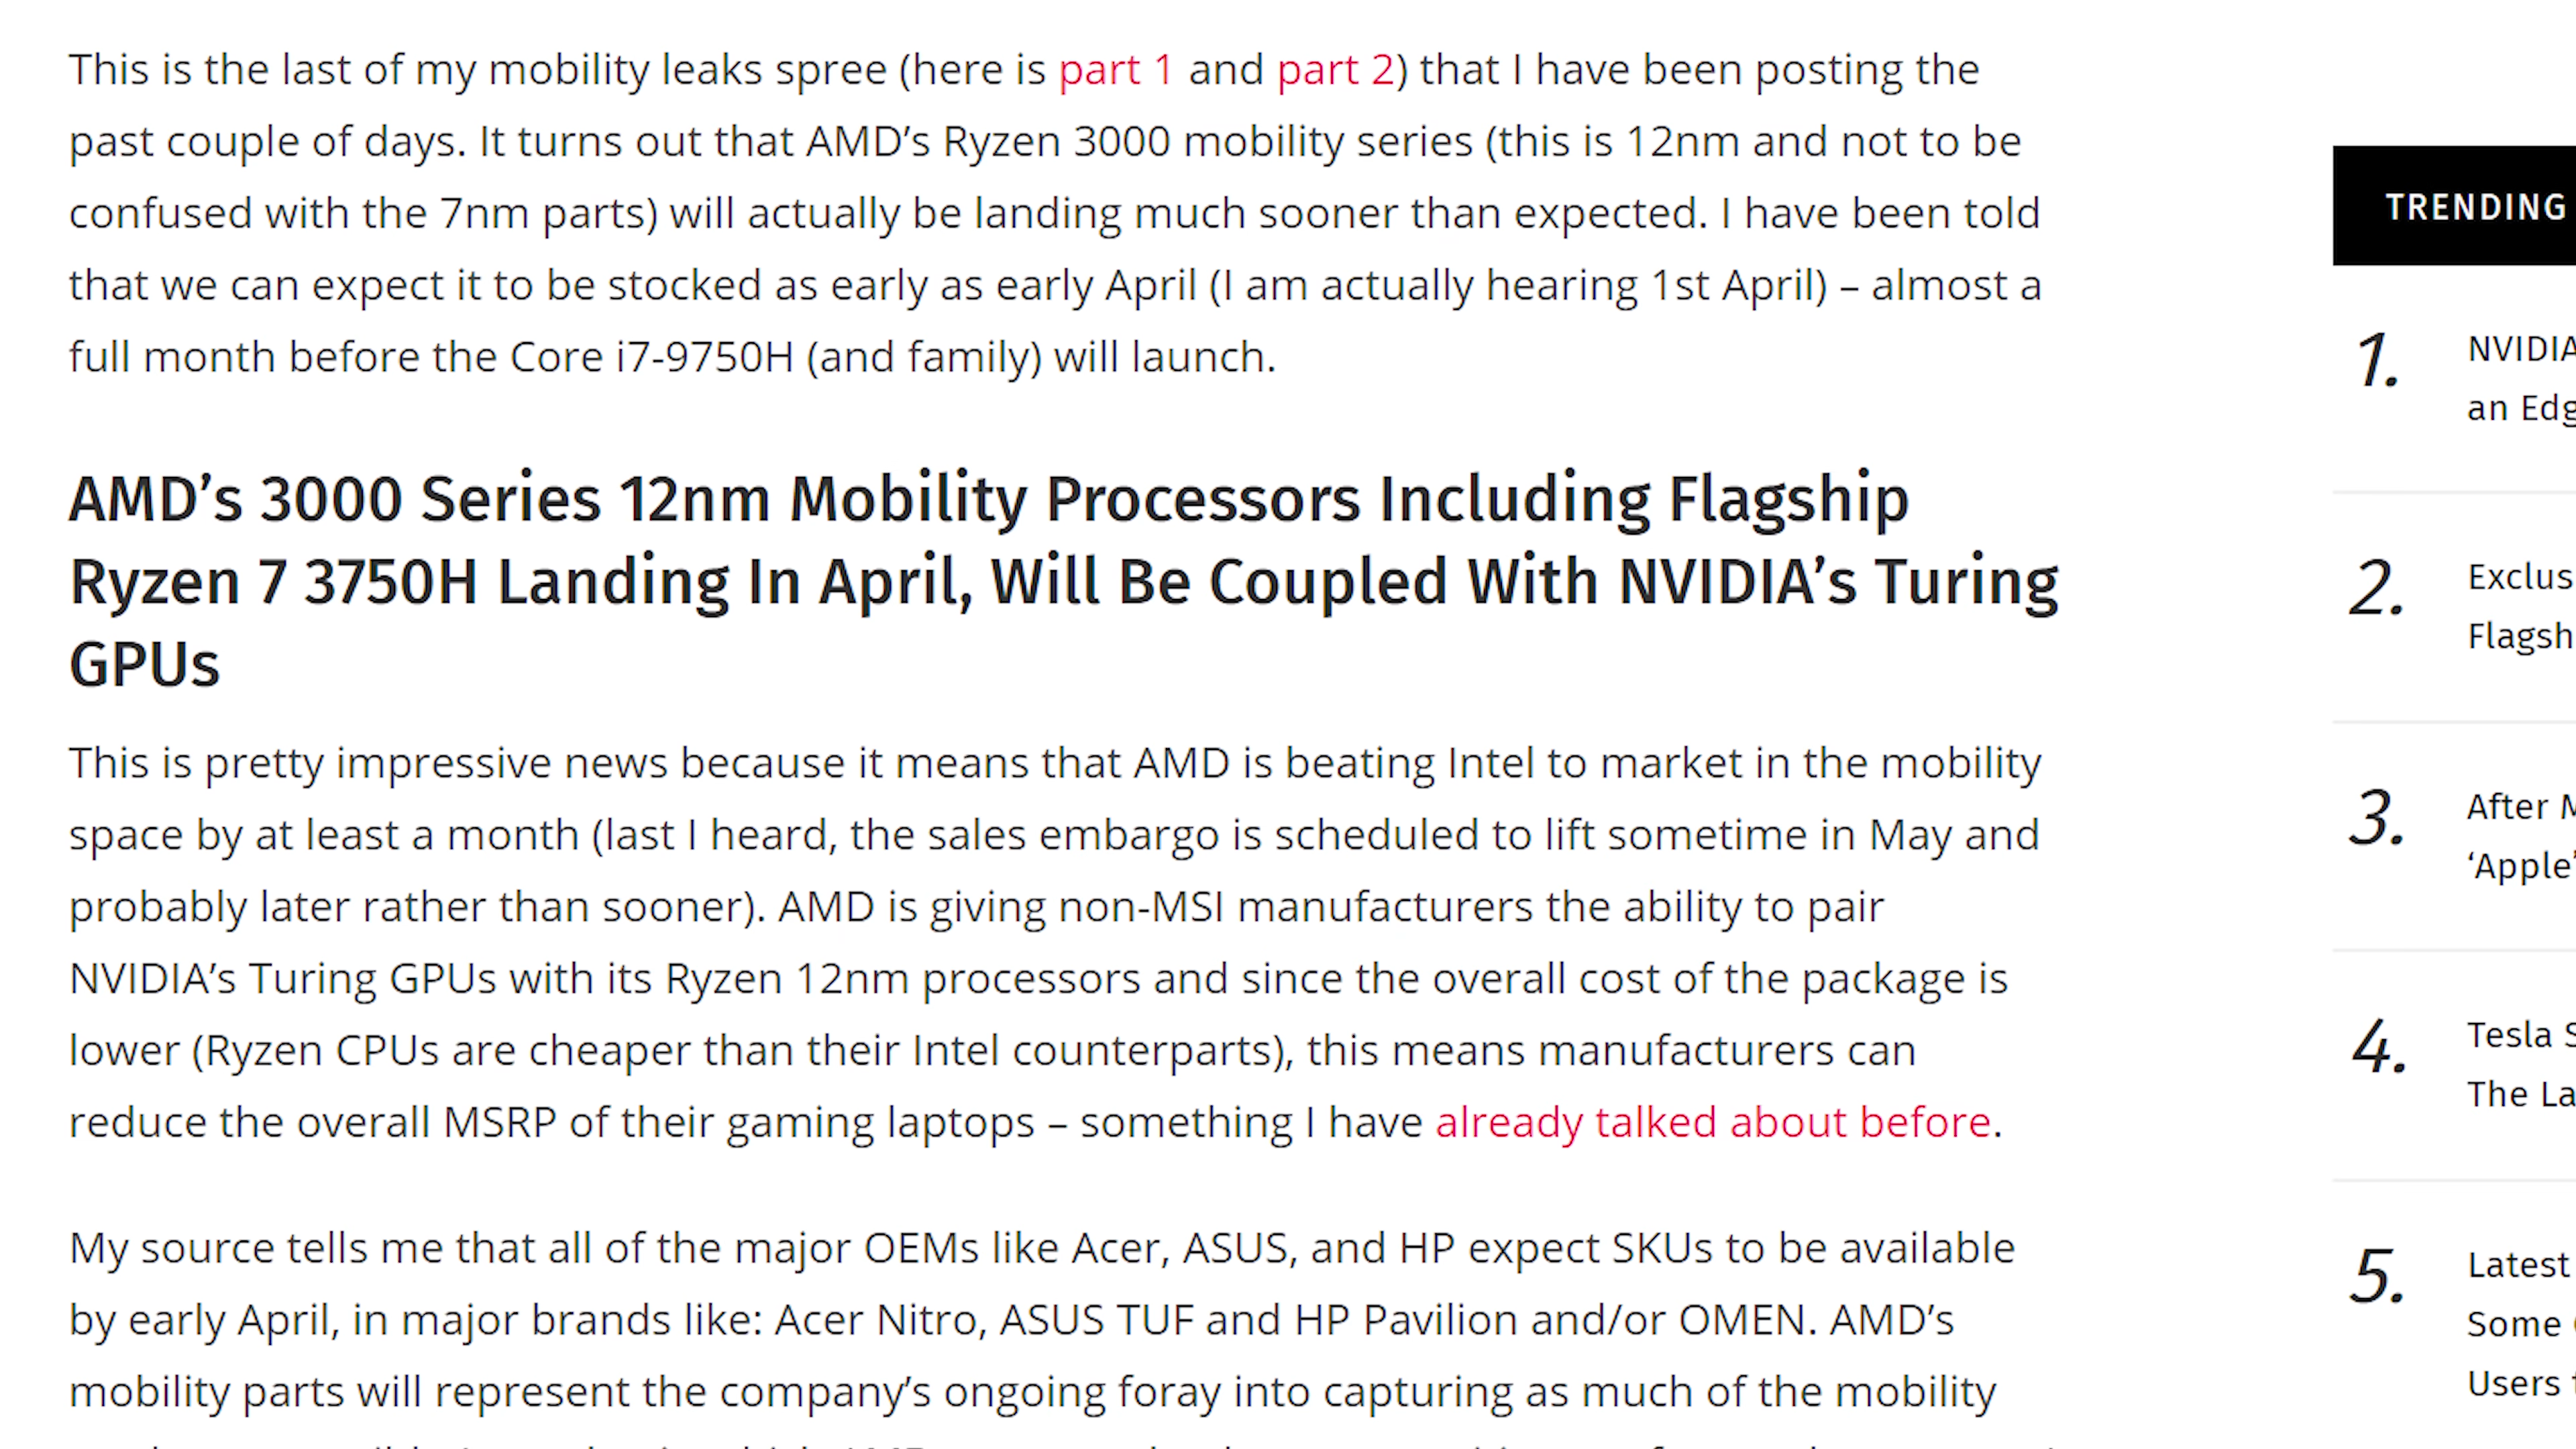 This is the last of my mobility leaks spree (here is part 1 and part 2) that I have been posting the
past couple of days. It turns out that AMD’s Ryzen 3000 mobility series (this is 12nm and not to be
confused with the 7nm parts) will actually be landing much sooner than expected. I have been told
that we can expect it to be stocked as early as early April (I am actually hearing 1st April) – almost a
full month before the Core i7-9750H (and family) will launch.
AMD’s 3000 Series 12nm Mobility Processors Including Flagship
Ryzen 7 3750H Landing In April, Will Be Coupled With NVIDIA’s Turing
GPUs
This is pretty impressive news because it means that AMD is beating Intel to market in the mobility
space by at least a month (last I heard, the sales embargo is scheduled to lift sometime in May and
probably later rather than sooner). AMD is giving non-MSI manufacturers the ability to pair
NVIDIA’s Turing GPUs with its Ryzen 12nm processors and since the overall cost of the package is
lower (Ryzen CPUs are cheaper than their Intel counterparts), this means manufacturers can
reduce the overall MSRP of their gaming laptops – something I have already talked about before.
My source tells me that all of the major OEMs like Acer, ASUS, and HP expect SKUs to be available
by early April, in major brands like: Acer Nitro, ASUS TUF and HP Pavilion and/or OMEN. AMD’s
mobility parts will represent the company’s ongoing foray into capturing as much of the mobility
TRENDING
1.
NVIDIA
an
2.
3.
After
‘Apple’
4.
Tesla
The
5.
Latest
Some
Users